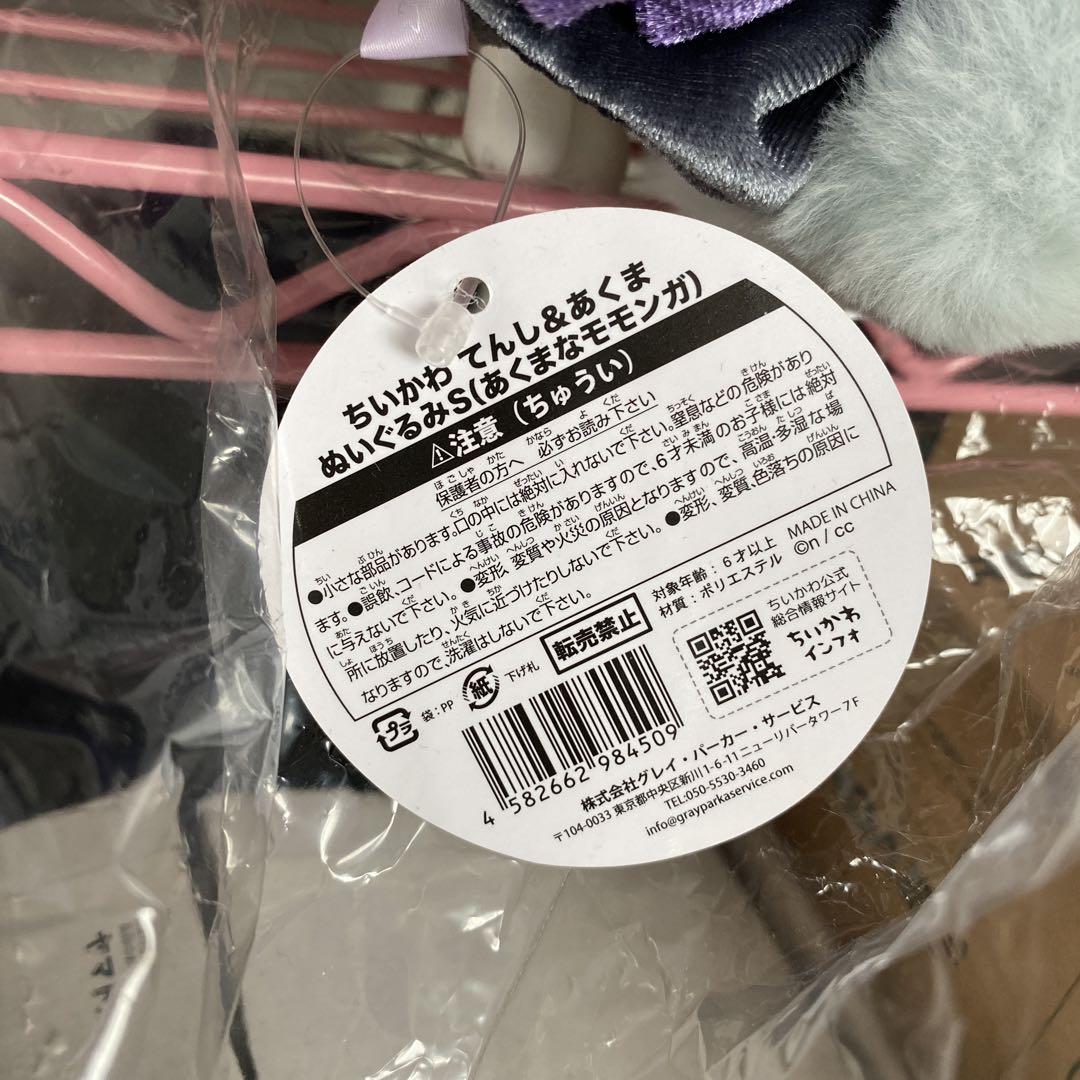 ちいかわ てんし&あくま
ぬいぐるみS(あくまなモモンガ)
⚠注意（ちゅうい）
保護者の方へ 必ずお読み下さい
●小さな部品があります。口の中には絶対に入れないで下さい。窒息などの危険があり
ます。●誤飲、コードによる事故の危険がありますので、6才未満のお子様には絶対
に与えないで下さい。●変形、変質や火災の原因となりますので、高温・多湿な場
所に放置したり、火気に近づけたりしないで下さい。●変形、変質、色落ちの原因に
なりますので、洗濯はしないで下さい。
対象年齢：6才以上
材質：ポリエステル
MADE IN CHINA
©n / cc
プラ
袋：PP
紙
下げ札
転売禁止
ちいかわ公式
総合情報サイト
ちいかわ
インフォ
4 582662 984509
株式会社グレイ・パーカー・サービス
〒104-0033 東京都中央区新川1-6-11 ニューリバータワー7F
TEL:050-5530-3460
info@grayparkaservice.com